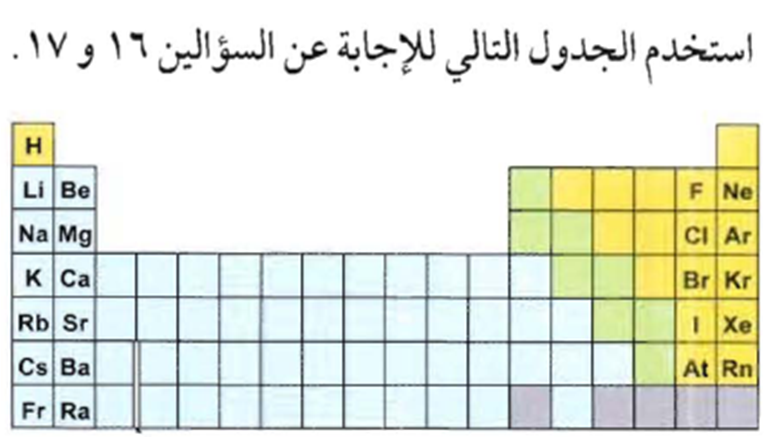 استخدم الجدول التالي للإجابة عن السؤالين ١٦ و ١٧.
H
Li Be F Ne
Na Mg Cl Ar
K Ca Br Kr
Rb Sr I Xe
Cs Ba At Rn
Fr Ra